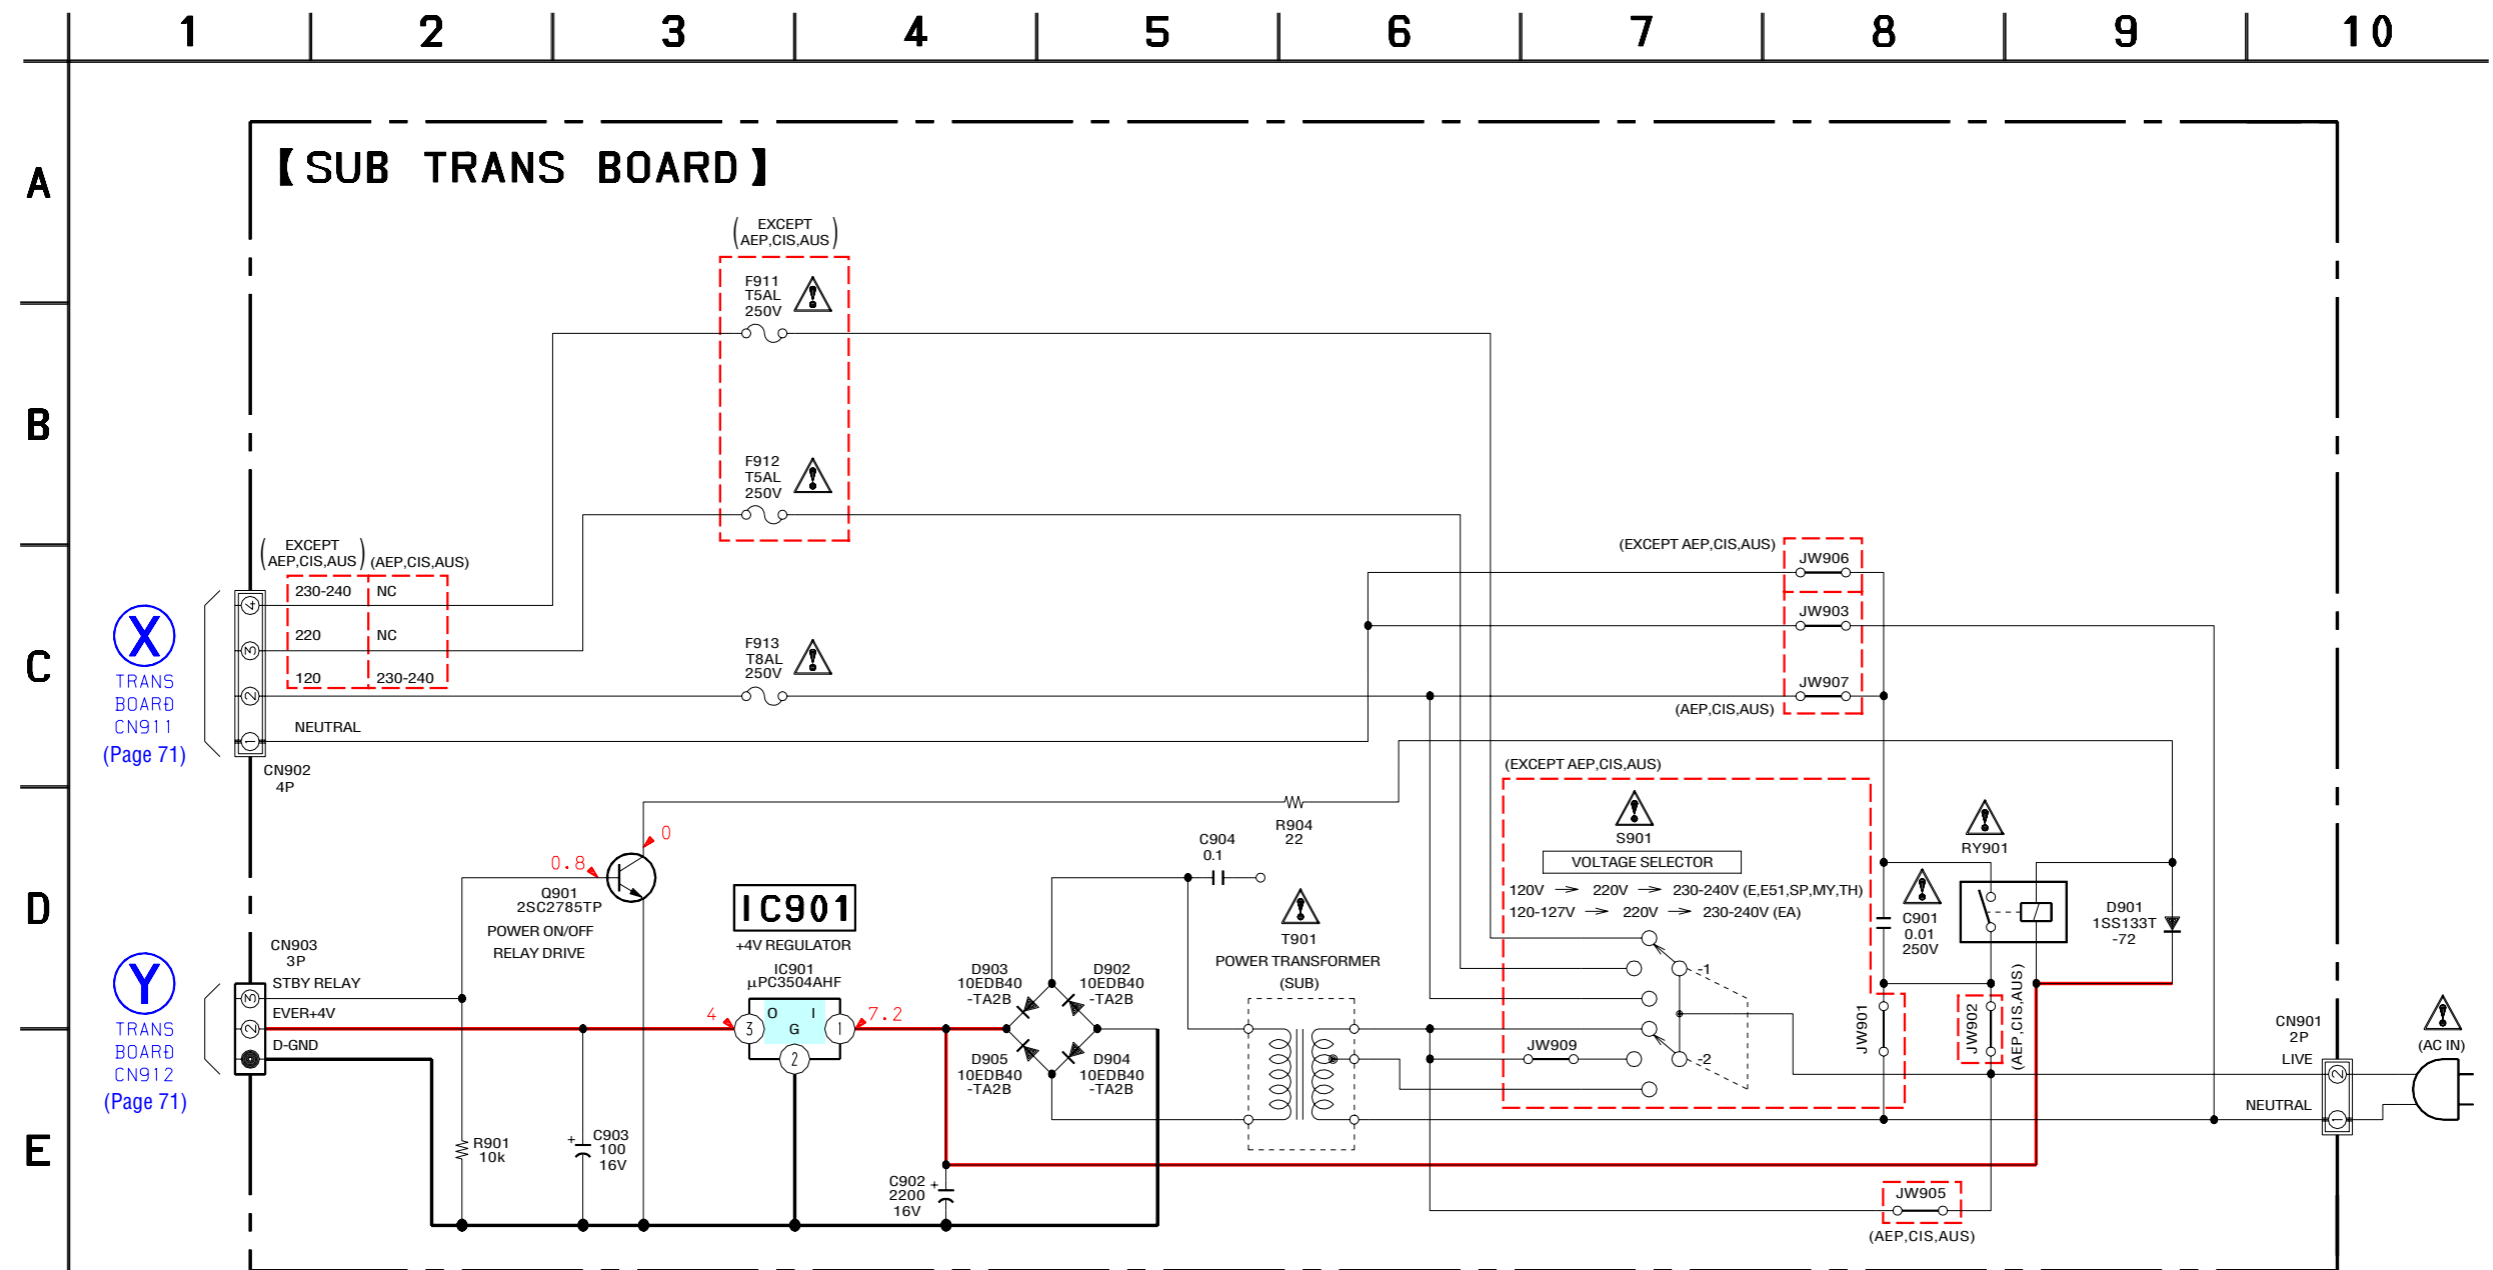 1 2 3 4 5 6 7 8 9 10
A
B
C
D
E
【SUB TRANS BOARD】
EXCEPT
AEP,CIS,AUS
F911
T5AL
250V
F912
T5AL
250V
EXCEPT
AEP,CIS,AUS
(AEP,CIS,AUS)
230-240 NC
220 NC
120 230-240
NEUTRAL
4
3
2
1
X
TRANS
BOARD
CN911
(Page 71)
CN902
4P
F913
T8AL
250V
(EXCEPT AEP,CIS,AUS)
JW906
JW903
JW907
(AEP,CIS,AUS)
(EXCEPT AEP,CIS,AUS)
S901
VOLTAGE SELECTOR
120V → 220V → 230-240V (E,E51,SP,MY,TH)
120-127V → 220V → 230-240V (EA)
-1
-2
JW909
JW901
JW902
(AEP,CIS,AUS)
RY901
C901
0.01
250V
D901
1SS133T
-72
R904
22
C904
0.1
T901
POWER TRANSFORMER
(SUB)
0
0.8
Q901
2SC2785TP
POWER ON/OFF
RELAY DRIVE
IC901
+4V REGULATOR
IC901
µPC3504AHF
O I
G
3
1
2
4
7.2
D903
10EDB40
-TA2B
D902
10EDB40
-TA2B
D905
10EDB40
-TA2B
D904
10EDB40
-TA2B
CN903
3P
STBY RELAY
EVER+4V
D-GND
3
2
Y
TRANS
BOARD
CN912
(Page 71)
R901
10k
+
C903
100
16V
C902
2200
16V
+
JW905
(AEP,CIS,AUS)
CN901
2P
LIVE
NEUTRAL
2
1
(AC IN)